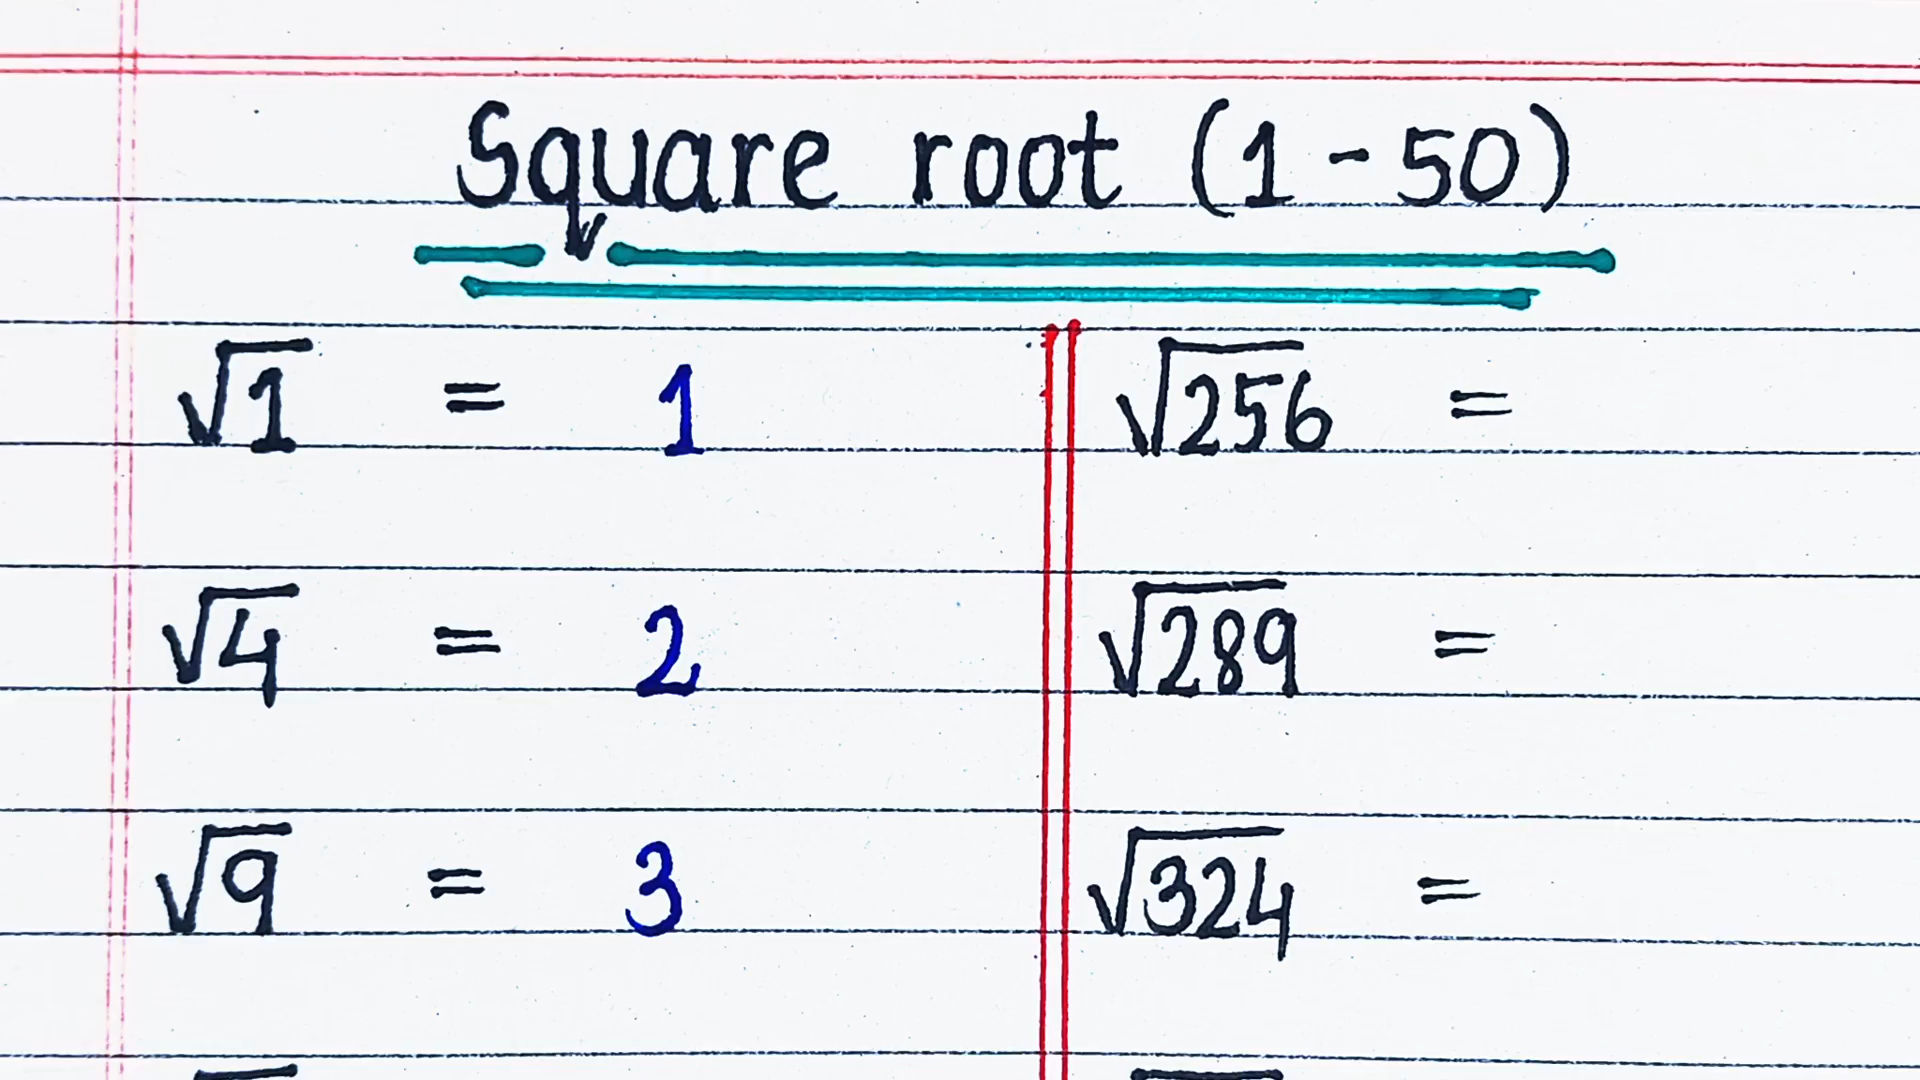 Square root (1 - 50)
√1 = 1
√256 =
√4 = 2
√289 =
√9 = 3
√324 =